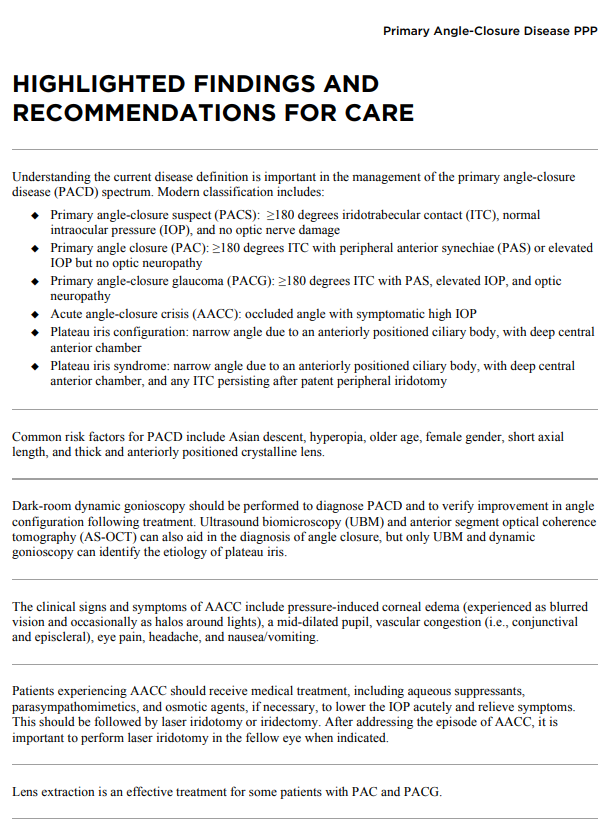 Primary Angle-Closure Disease PPP
HIGHLIGHTED FINDINGS AND
RECOMMENDATIONS FOR CARE
Understanding the current disease definition is important in the management of the primary angle-closure
disease (PACD) spectrum. Modern classification includes:
◆ Primary angle-closure suspect (PACS): ≥180 degrees iridotrabecular contact (ITC), normal
intraocular pressure (IOP), and no optic nerve damage
◆ Primary angle closure (PAC): ≥180 degrees ITC with peripheral anterior synechiae (PAS) or elevated
IOP but no optic neuropathy
◆ Primary angle-closure glaucoma (PACG): ≥180 degrees ITC with PAS, elevated IOP, and optic
neuropathy
◆ Acute angle-closure crisis (AACC): occluded angle with symptomatic high IOP
◆ Plateau iris configuration: narrow angle due to an anteriorly positioned ciliary body, with deep central
anterior chamber
◆ Plateau iris syndrome: narrow angle due to an anteriorly positioned ciliary body, with deep central
anterior chamber, and any ITC persisting after patent peripheral iridotomy
Common risk factors for PACD include Asian descent, hyperopia, older age, female gender, short axial
length, and thick and anteriorly positioned crystalline lens.
Dark-room dynamic gonioscopy should be performed to diagnose PACD and to verify improvement in angle
configuration following treatment. Ultrasound biomicroscopy (UBM) and anterior segment optical coherence
tomography (AS-OCT) can also aid in the diagnosis of angle closure, but only UBM and dynamic
gonioscopy can identify the etiology of plateau iris.
The clinical signs and symptoms of AACC include pressure-induced corneal edema (experienced as blurred
vision and occasionally as halos around lights), a mid-dilated pupil, vascular congestion (i.e., conjunctival
and episcleral), eye pain, headache, and nausea/vomiting.
Patients experiencing AACC should receive medical treatment, including aqueous suppressants,
parasympathomimetics, and osmotic agents, if necessary, to lower the IOP acutely and relieve symptoms.
This should be followed by laser iridotomy or iridectomy. After addressing the episode of AACC, it is
important to perform laser iridotomy in the fellow eye when indicated.
Lens extraction is an effective treatment for some patients with PAC and PACG.